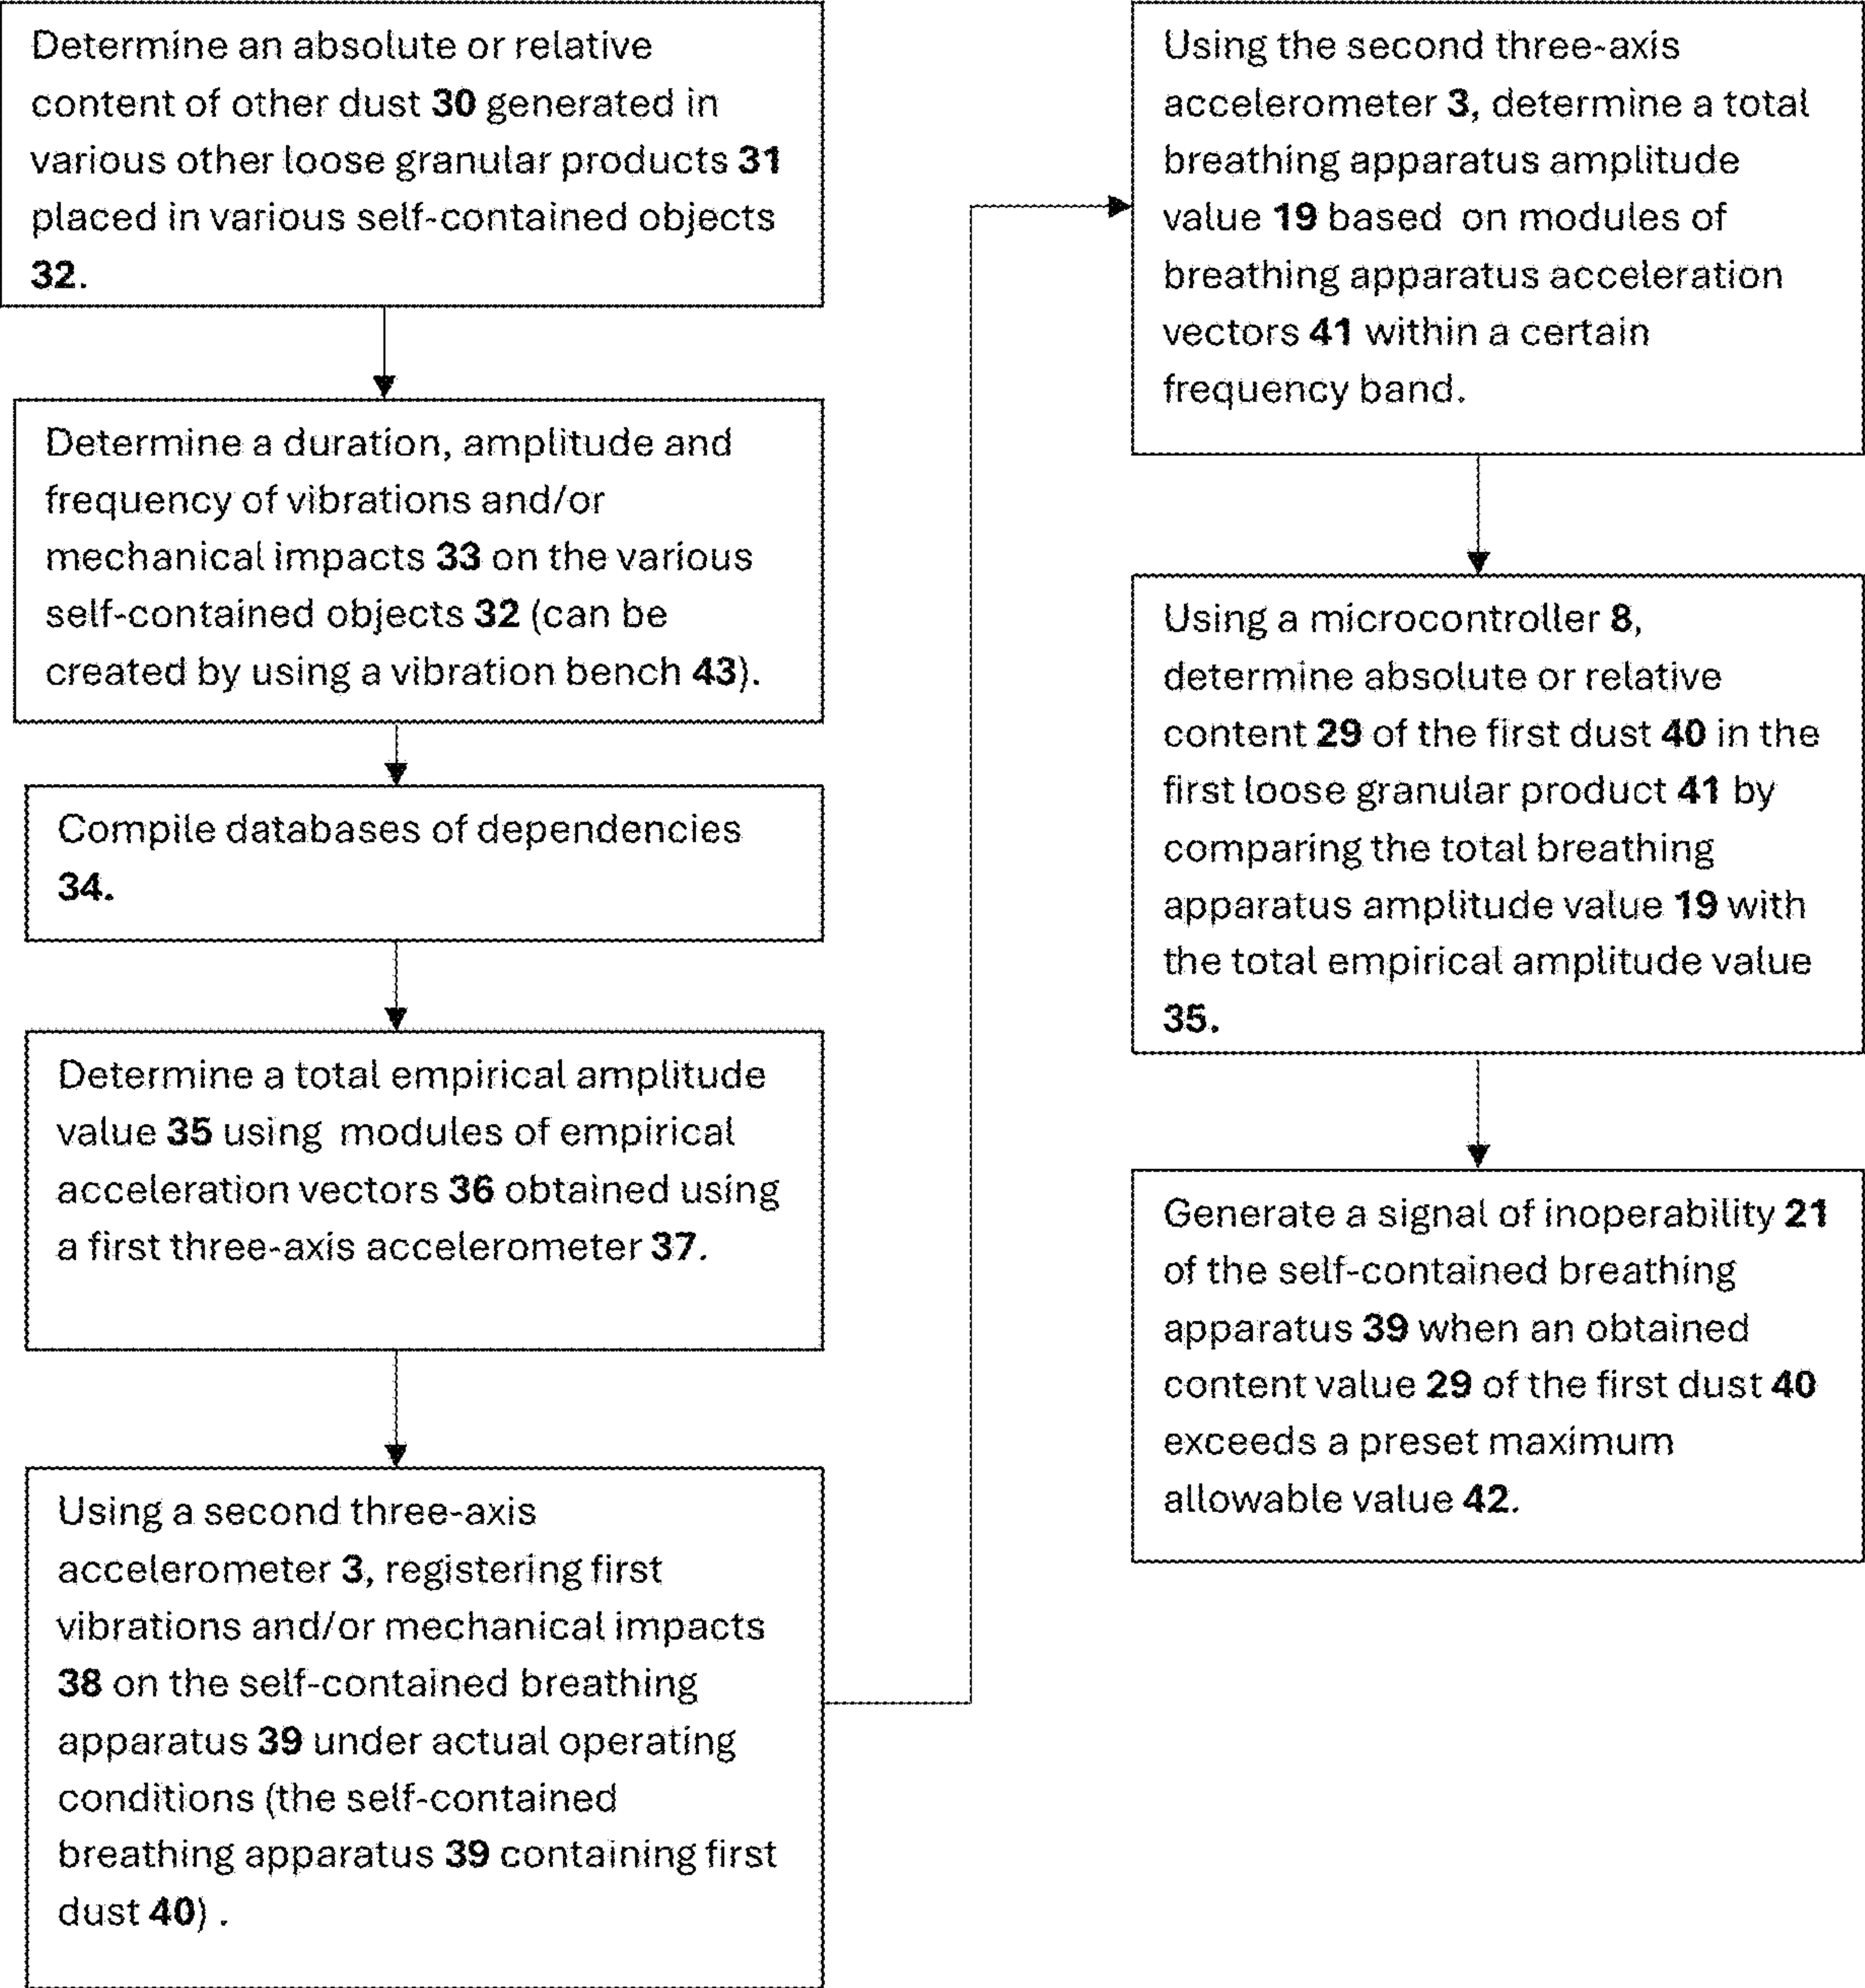 Determine an absolute or relative
content of other dust 30 generated in
various other loose granular products 31
placed in various self-contained objects
32.
Determine a duration, amplitude and
frequency of vibrations and/or
mechanical impacts 33 on the various
self-contained objects 32 (can be
created by using a vibration bench 43).
Compile databases of dependencies
34.
Determine a total empirical amplitude
value 35 using modules of empirical
acceleration vectors 36 obtained using
a first three-axis accelerometer 37.
Using a second three-axis
accelerometer 3, registering first
vibrations and/or mechanical impacts
38 on the self-contained breathing
apparatus 39 under actual operating
conditions (the self-contained
breathing apparatus 39 containing first
dust 40) .
Using the second three-axis
accelerometer 3, determine a total
breathing apparatus amplitude
value 19 based on modules of
breathing apparatus acceleration
vectors 41 within a certain
frequency band.
Using a microcontroller 8,
determine absolute or relative
content 29 of the first dust 40 in the
first loose granular product 41 by
comparing the total breathing
apparatus amplitude value 19 with
the total empirical amplitude value
35.
Generate a signal of inoperability 21
of the self-contained breathing
apparatus 39 when an obtained
content value 29 of the first dust 40
exceeds a preset maximum
allowable value 42.